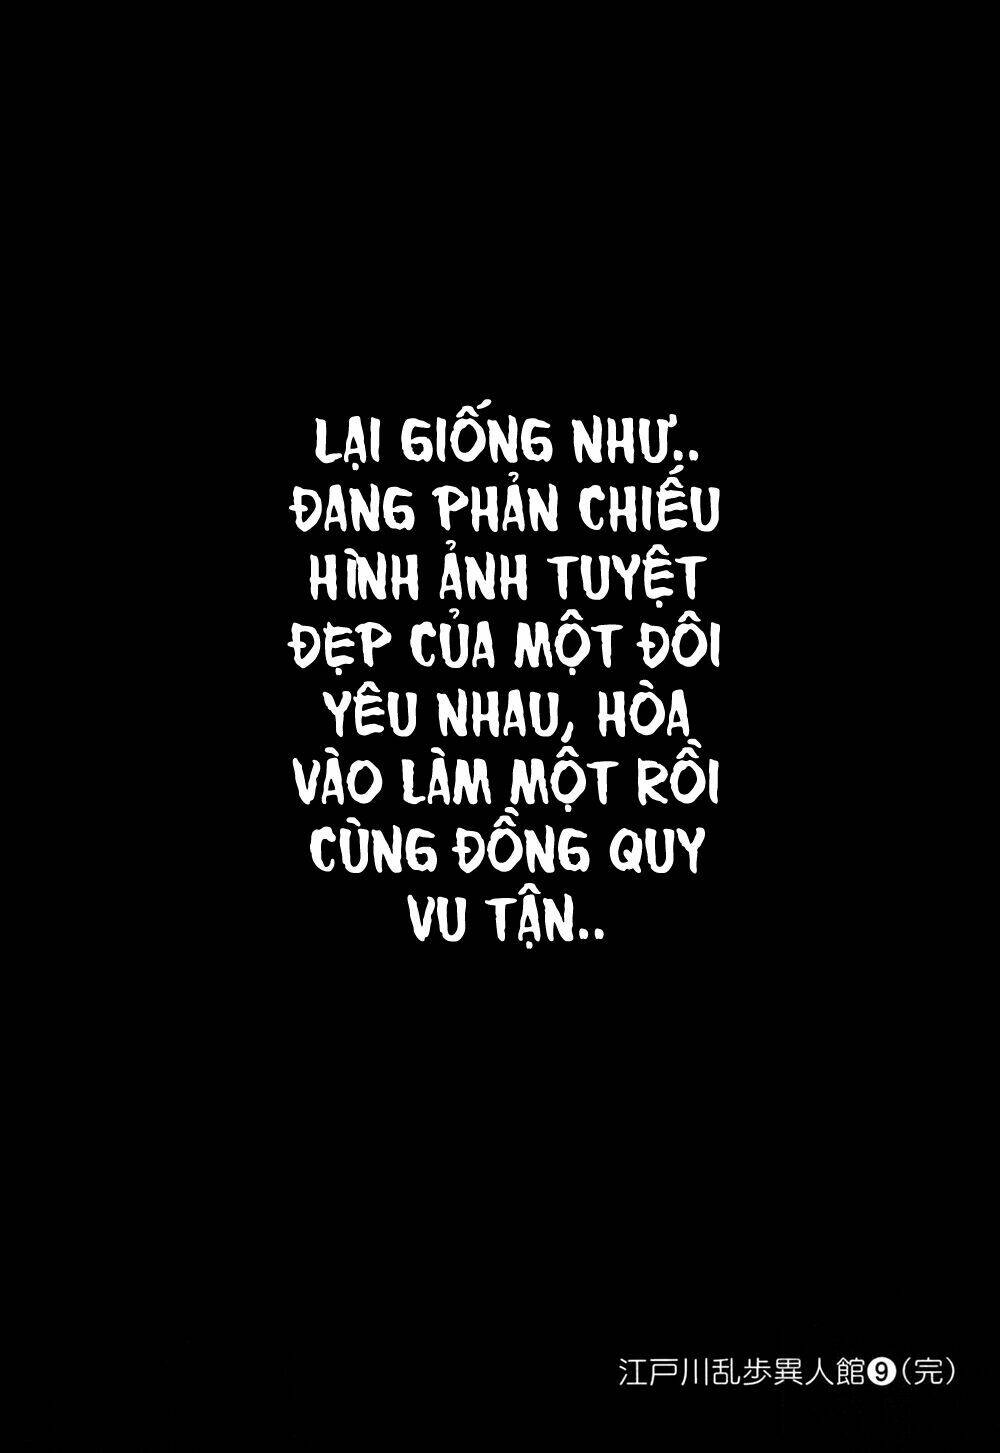 LẠI GIỐNG NHƯ..
ĐANG PHẢN CHIẾU
HÌNH ẢNH TUYỆT
ĐẸP CỦA MỘT ĐÔI
YÊU NHAU, HÒA
VÀO LÀM MỘT RỒI
CÙNG ĐỒNG QUY
VU TẬN..
江戸川乱歩異人館❾(完)